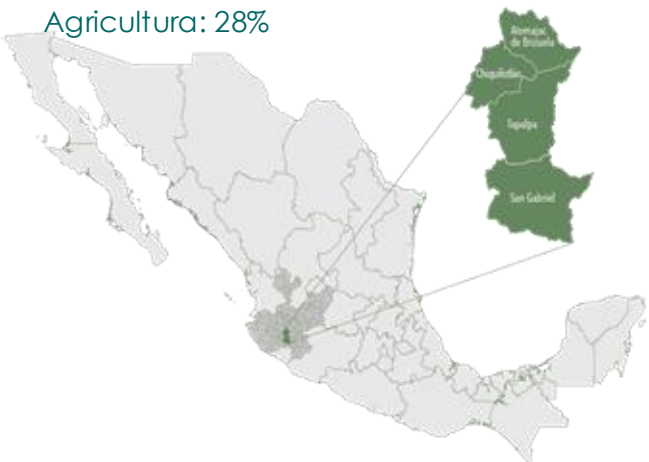 Agricultura: 28%
Atemajac
de Brizuela
Chiquilistlán
Tapalpa
San Gabriel